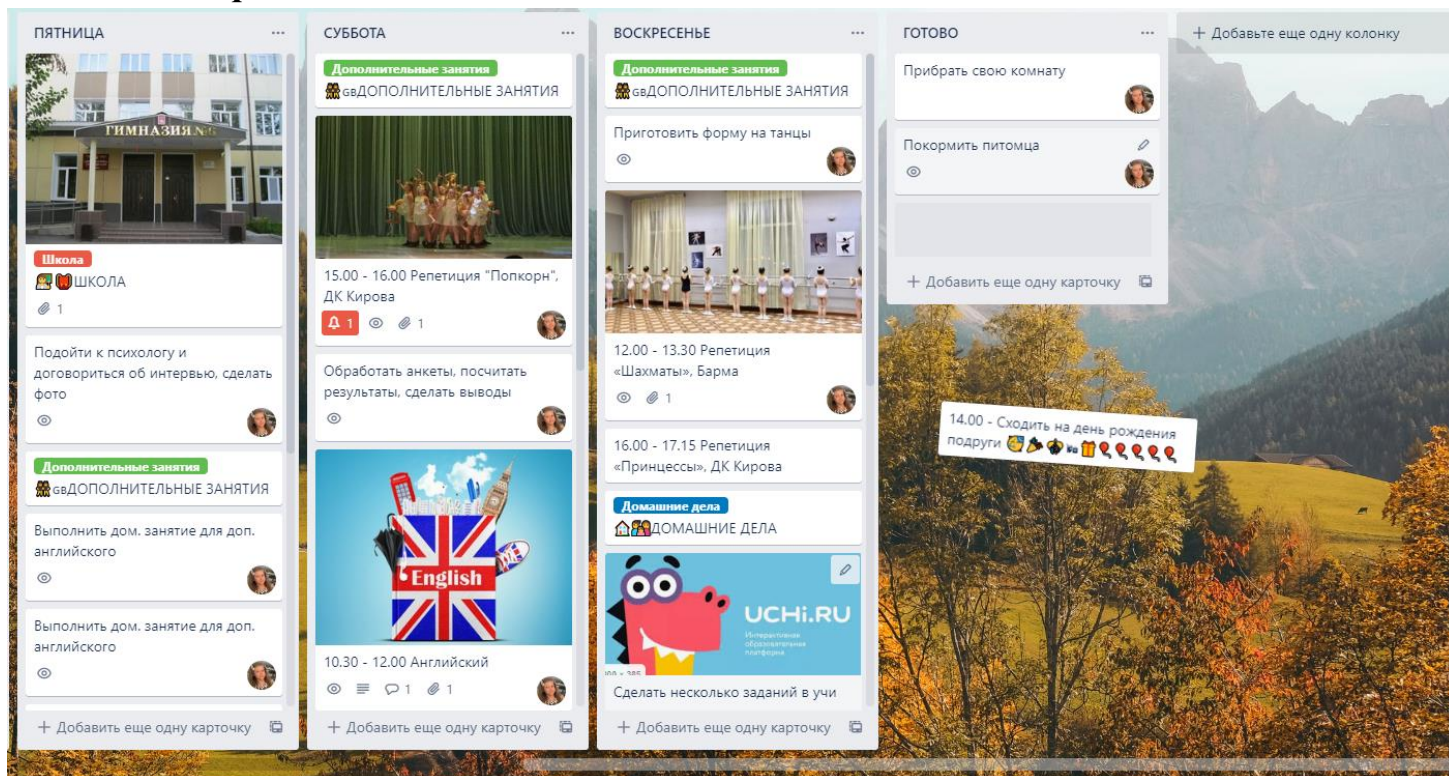 ПЯТНИЦА
ГИМНАЗИЯ №6
Школа
ШКОЛА
1
Подойти к психологу и
договориться об интервью, сделать
фото
Дополнительные занятия
GBДОПОЛНИТЕЛЬНЫЕ ЗАНЯТИЯ
Выполнить дом. занятие для доп.
английского
Выполнить дом. занятие для доп.
английского
+ Добавить еще одну карточку
СУББОТА
Дополнительные занятия
GBДОПОЛНИТЕЛЬНЫЕ ЗАНЯТИЯ
15.00 - 16.00 Репетиция "Попкорн",
ДК Кирова
1 1
Обработать анкеты, посчитать
результаты, сделать выводы
English
10.30 - 12.00 Английский
1 1
+ Добавить еще одну карточку
ВОСКРЕСЕНЬЕ
Дополнительные занятия
GBДОПОЛНИТЕЛЬНЫЕ ЗАНЯТИЯ
Приготовить форму на танцы
12.00 - 13.30 Репетиция
«Шахматы», Барма
1
16.00 - 17.15 Репетиция
«Принцессы», ДК Кирова
Домашние дела
ДОМАШНИЕ ДЕЛА
UCHi.RU
Интерактивная
образовательная
платформа
Сделать несколько заданий в учи
+ Добавить еще одну карточку
ГОТОВО
Прибрать свою комнату
Покормить питомца
+ Добавить еще одну карточку
+ Добавьте еще одну колонку
14.00 - Сходить на день рождения
подруги